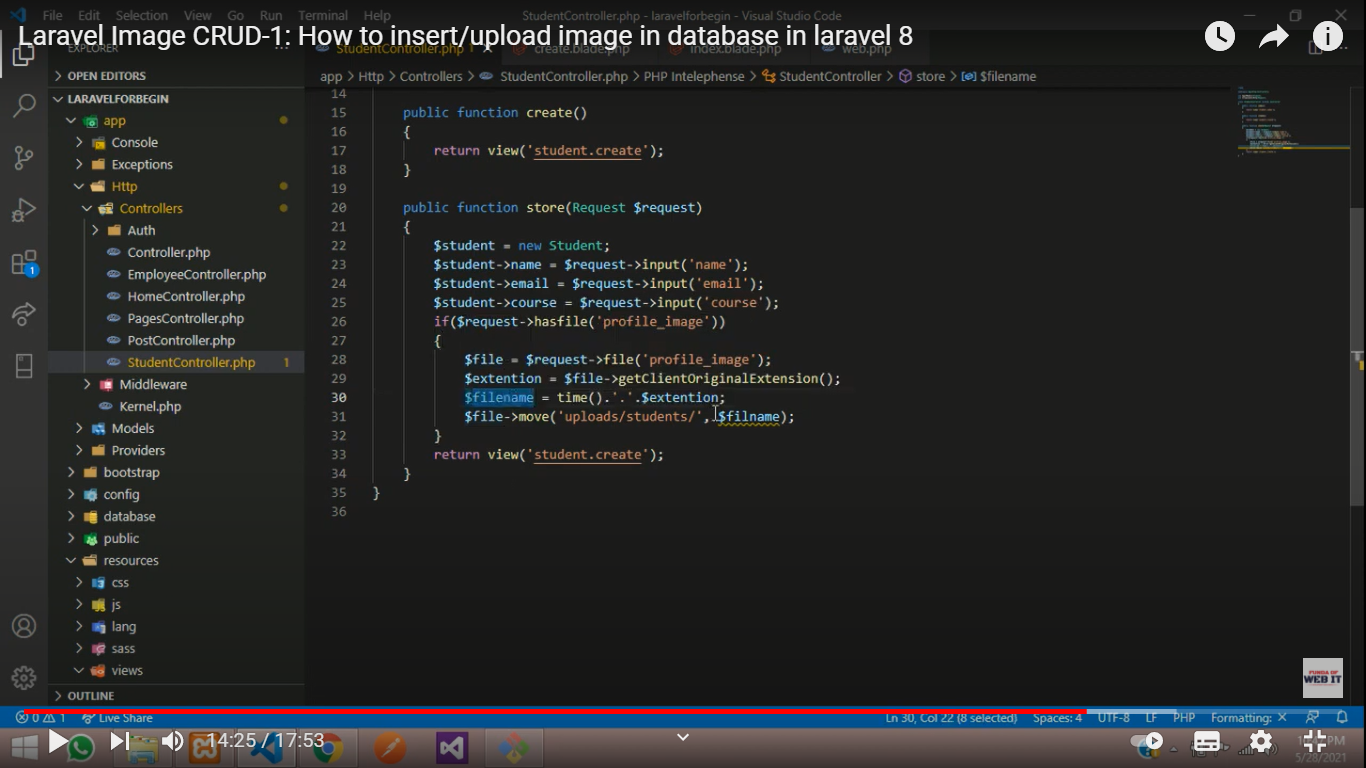 File Edit Selection View Go Run Terminal Help StudentController.php - laravelforbegin - Visual Studio Code
Laravel Image CRUD-1: How to insert/upload image in database in laravel 8
EXPLORER
StudentController.php 1 create.blade.php index.blade.php web.php
app > Http > Controllers > StudentController.php > PHP Intelephense > StudentController > store > $filename
OPEN EDITORS
LARAVELFORBEGIN
app
Console
Exceptions
Http
Controllers
Auth
Controller.php
EmployeeController.php
HomeController.php
PagesController.php
PostController.php
StudentController.php 1
Middleware
Kernel.php
Models
Providers
bootstrap
config
database
public
resources
css
js
lang
sass
views
OUTLINE
14
15 public function create()
16 {
17 return view('student.create');
18 }
19
20 public function store(Request $request)
21 {
22 $student = new Student;
23 $student->name = $request->input('name');
24 $student->email = $request->input('email');
25 $student->course = $request->input('course');
26 if($request->hasfile('profile_image'))
27 {
28 $file = $request->file('profile_image');
29 $extention = $file->getClientOriginalExtension();
30 $filename = time().'.'.$extention;
31 $file->move('uploads/students/', $filname);
32 }
33 return view('student.create');
34 }
35 }
36
1
FUNDA OF
WEB IT
0 1 Live Share Ln 30, Col 22 (8 selected) Spaces: 4 UTF-8 LF PHP Formatting: ×
14:25 / 17:53
5/28/2021